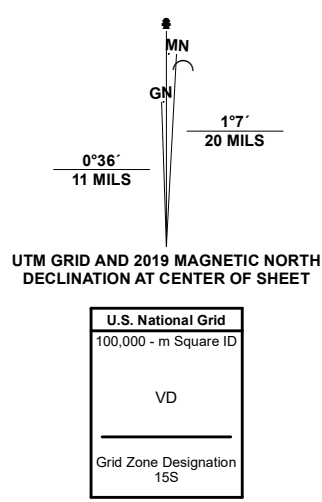 MN
GN
1°7´
20 MILS
0°36´
11 MILS
UTM GRID AND 2019 MAGNETIC NORTH
DECLINATION AT CENTER OF SHEET
U.S. National Grid
100,000 - m Square ID
VD
Grid Zone Designation
15S